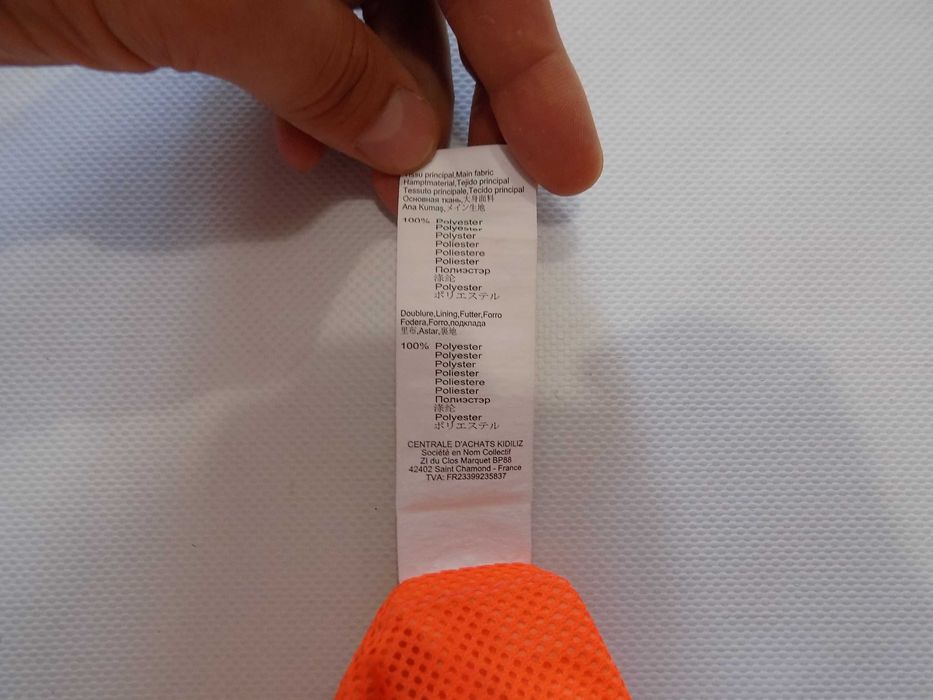 Tissu principal,Main fabric
Hamptmaterial,Tejido principal
Tessuto principale,Tecido principal
Основная ткань,大身面料
Ana Kumaş,メイン生地
100% Polyester
Polyester
Polyster
Poliester
Poliestere
Poliester
Полиэстэр
涤纶
Polyester
ポリエステル
Doublure,Lining,Futter,Forro
Fodera,Forro,подклада
里布,Astar,裏地
100% Polyester
Polyester
Polyster
Poliester
Poliestere
Poliester
Полиэстэр
涤纶
Polyester
ポリエステル
CENTRALE D'ACHATS KIDILIZ
Société en Nom Collectif
ZI du Clos Marquet BP88
42402 Saint Chamond - France
TVA: FR23399235837